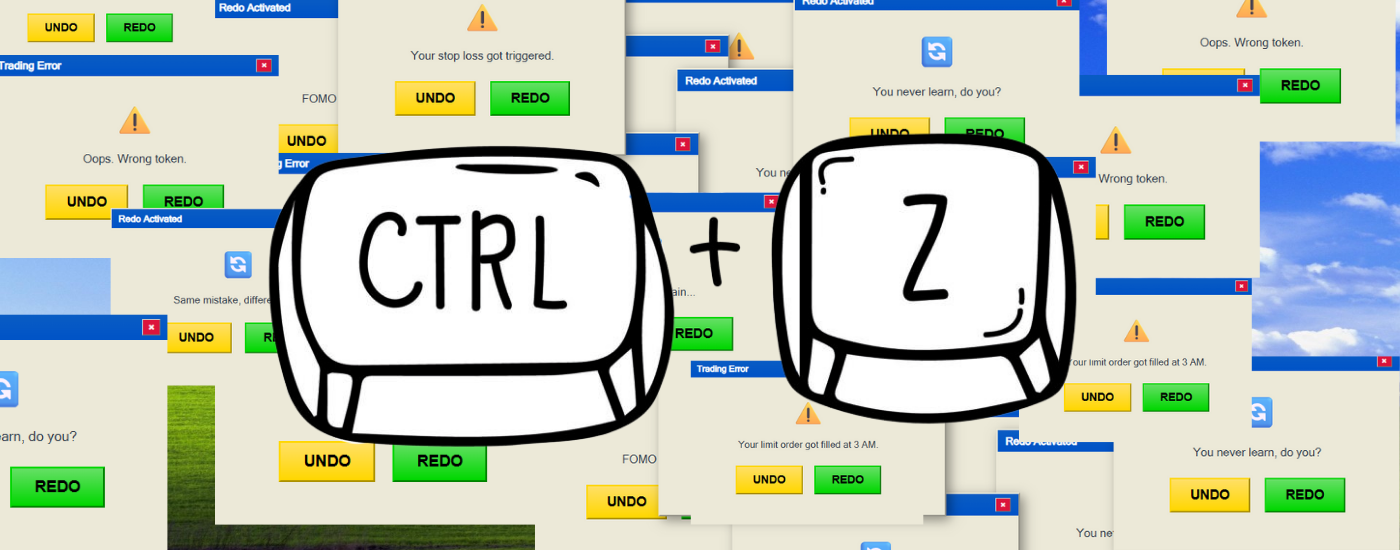 Redo Activated
Redo Activated
UNDO
REDO
Your stop loss got triggered.
Oops. Wrong token.
Trading Error
Redo Activated
You never learn, do you?
UNDO
REDO
REDO
FOMO
UNDO
REDO
UNDO
Error
Oops. Wrong token.
UNDO
REDO
You
Wrong token.
Redo Activated
REDO
CTRL
+
Z
Same mistake,
UNDO
REDO
Your limit order got filled at 3 AM.
Trading Error
UNDO
REDO
earn, do you?
REDO
UNDO
REDO
FOMO
UNDO
Your limit order got filled at 3 AM.
UNDO
REDO
Redo Activated
You never learn, do you?
UNDO
REDO